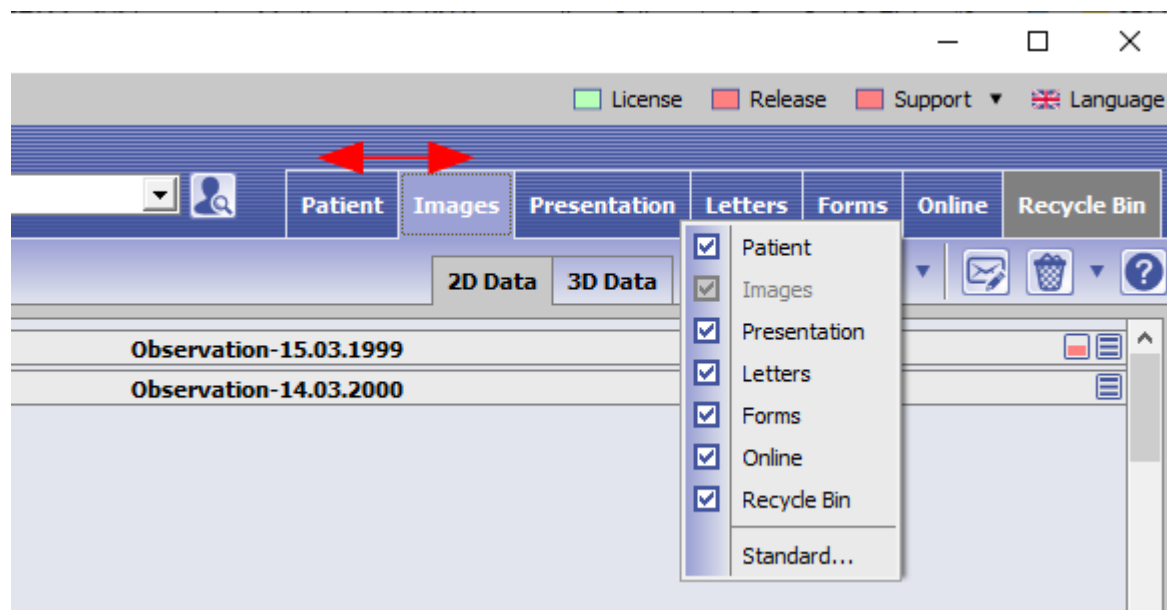 License Release Support Language
Patient Images Presentation Letters Forms Online Recycle Bin
2D Data 3D Data
Observation-15.03.1999
Observation-14.03.2000
Patient
Images
Presentation
Letters
Forms
Online
Recycle Bin
Standard...